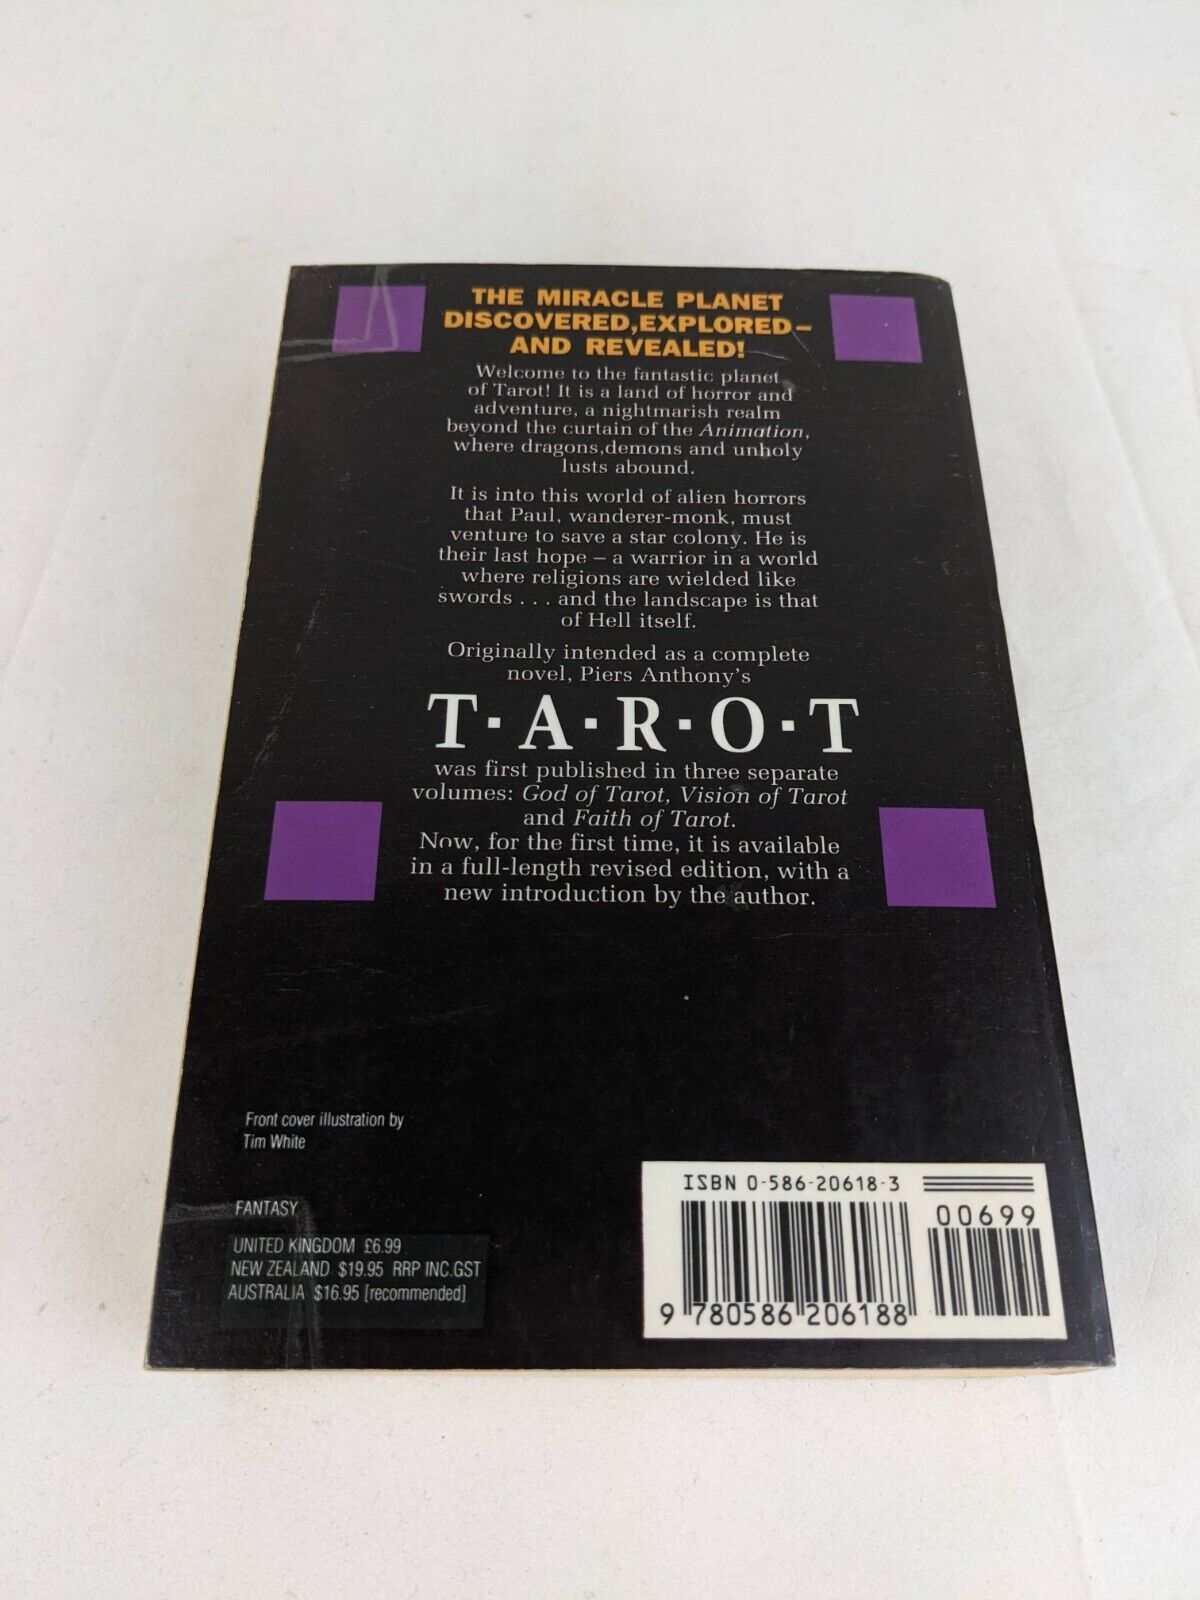 THE MIRACLE PLANET
DISCOVERED,EXPLORED–
AND REVEALED!
Welcome to the fantastic planet
of Tarot! It is a land of horror and
adventure, a nightmarish realm
beyond the curtain of the Animation,
where dragons,demons and unholy
lusts abound.
It is into this world of alien horrors
that Paul, wanderer-monk, must
venture to save a star colony. He is
their last hope – a warrior in a world
where religions are wielded like
swords . . . and the landscape is that
of Hell itself.
Originally intended as a complete
novel, Piers Anthony's
T·A·R·O·T
was first published in three separate
volumes: God of Tarot, Vision of Tarot
and Faith of Tarot.
Now, for the first time, it is available
in a full-length revised edition, with a
new introduction by the author.
Front cover illustration by
Tim White
FANTASY
UNITED KINGDOM £6.99
NEW ZEALAND $19.95 RRP INC.GST
AUSTRALIA $16.95 [recommended]
ISBN 0-586-20618-3
00699
9 780586 206188